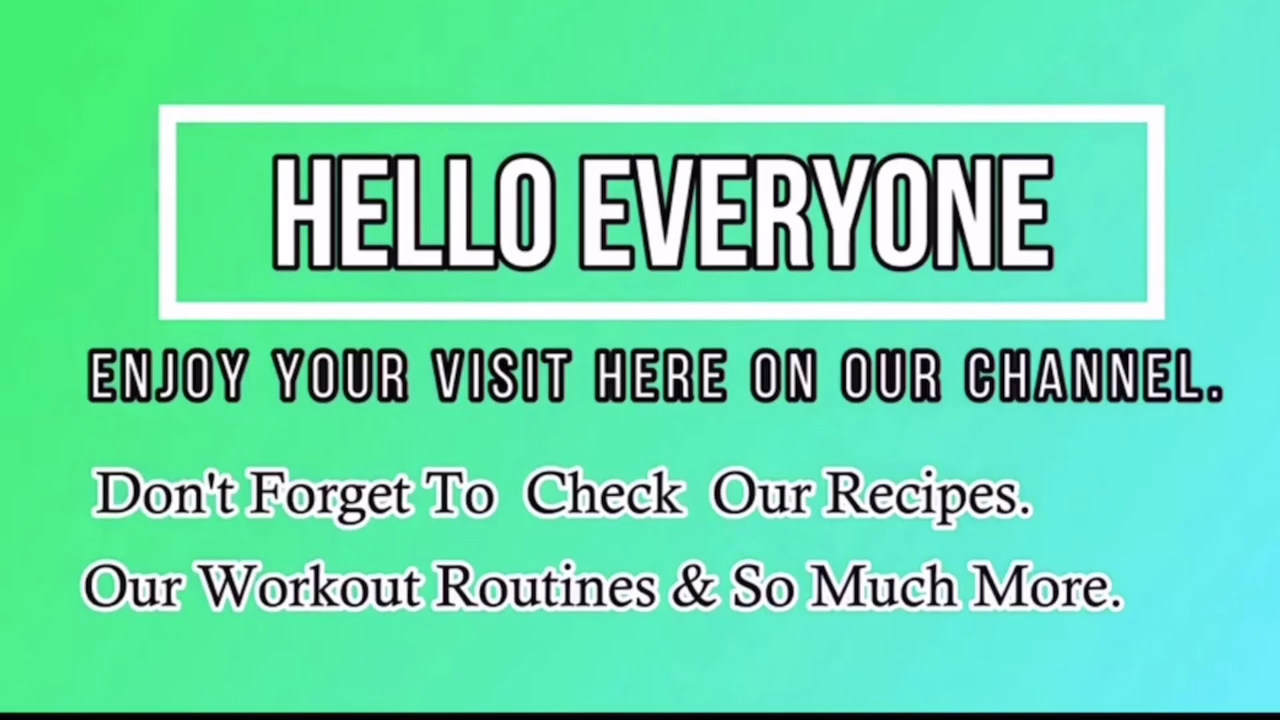 HELLO EVERYONE
ENJOY YOUR VISIT HERE ON OUR CHANNEL.
Don't Forget To Check Our Recipes.
Our Workout Routines & So Much More.